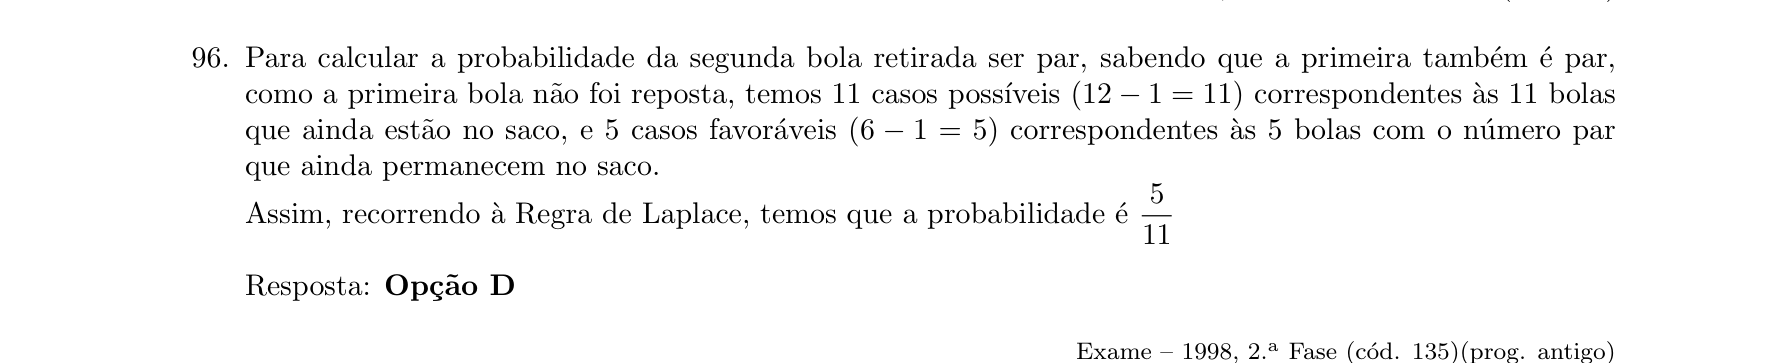 96. Para calcular a probabilidade da segunda bola retirada ser par, sabendo que a primeira também é par,
como a primeira bola não foi reposta, temos 11 casos possíveis (12 − 1 = 11) correspondentes às 11 bolas
que ainda estão no saco, e 5 casos favoráveis (6 − 1 = 5) correspondentes às 5 bolas com o número par
que ainda permanecem no saco.
Assim, recorrendo à Regra de Laplace, temos que a probabilidade é 5/11
Resposta: Opção D
Exame – 1998, 2.ª Fase (cód. 135)(prog. antigo)